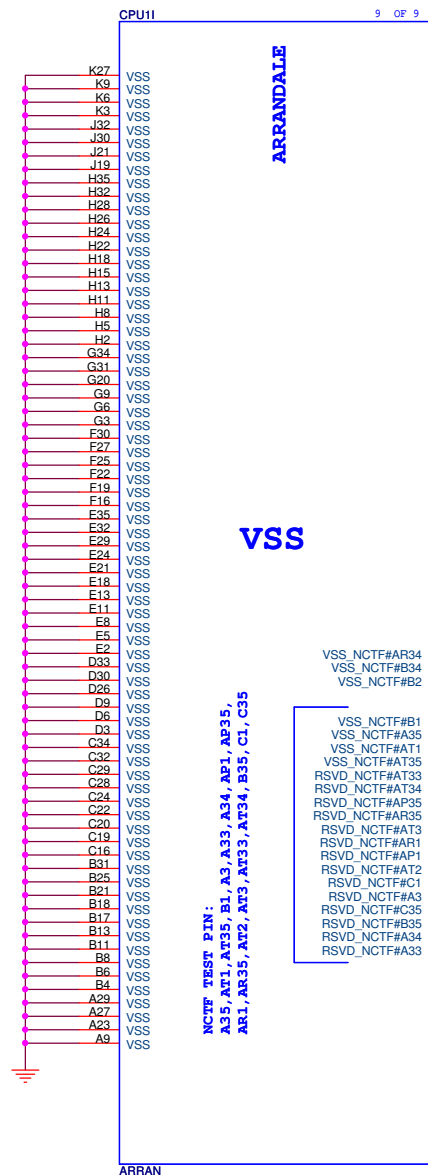 CPU1I 9 OF 9
ARRANDALE
K27 VSS
K9 VSS
K6 VSS
K3 VSS
J32 VSS
J30 VSS
J21 VSS
J19 VSS
H35 VSS
H32 VSS
H28 VSS
H26 VSS
H24 VSS
H22 VSS
H18 VSS
H15 VSS
H13 VSS
H11 VSS
H8 VSS
H5 VSS
H2 VSS
G34 VSS
G31 VSS
G20 VSS
G9 VSS
G6 VSS
G3 VSS
F30 VSS
F27 VSS
F25 VSS
F22 VSS
F19 VSS
F16 VSS
E35 VSS
E32 VSS
E29 VSS
E24 VSS
E21 VSS
E18 VSS
E13 VSS
E11 VSS
E8 VSS
E5 VSS
E2 VSS
D33 VSS
D30 VSS
D26 VSS
D9 VSS
D6 VSS
D3 VSS
C34 VSS
C32 VSS
C29 VSS
C28 VSS
C24 VSS
C22 VSS
C20 VSS
C19 VSS
C16 VSS
B31 VSS
B25 VSS
B21 VSS
B18 VSS
B17 VSS
B13 VSS
B11 VSS
B8 VSS
B6 VSS
B4 VSS
A29 VSS
A27 VSS
A23 VSS
A9 VSS
VSS
NCTF TEST PIN:
A35,AT1,AT35,B1,A3,A33,A34,AP1,AP35,
AR1,AR35,AT2,AT3,AT33,AT34,B35,C1,C35
VSS_NCTF#AR34
VSS_NCTF#B34
VSS_NCTF#B2
VSS_NCTF#B1
VSS_NCTF#A35
VSS_NCTF#AT1
VSS_NCTF#AT35
RSVD_NCTF#AT33
RSVD_NCTF#AT34
RSVD_NCTF#AP35
RSVD_NCTF#AR35
RSVD_NCTF#AT3
RSVD_NCTF#AR1
RSVD_NCTF#AP1
RSVD_NCTF#AT2
RSVD_NCTF#C1
RSVD_NCTF#A3
RSVD_NCTF#C35
RSVD_NCTF#B35
RSVD_NCTF#A34
RSVD_NCTF#A33
ARRAN